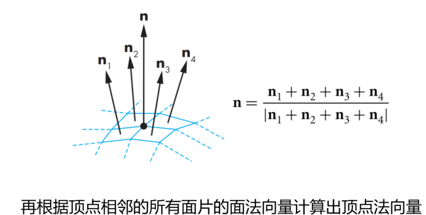 n
n₁ n₂ n₃ n₄
n = (n₁ + n₂ + n₃ + n₄) / |n₁ + n₂ + n₃ + n₄|
再根据顶点相邻的所有面片的面法向量计算出顶点法向量